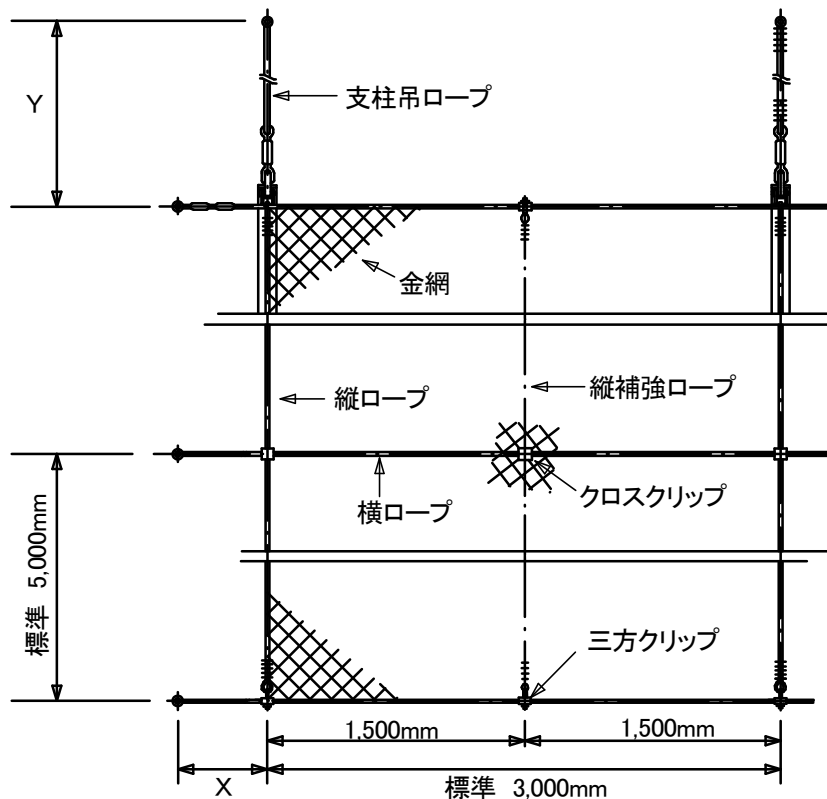 Y
支柱吊ロープ
金網
縦ロープ
縦補強ロープ
横ロープ
クロスクリップ
標準 5,000mm
三方クリップ
1,500mm
1,500mm
X
標準 3,000mm